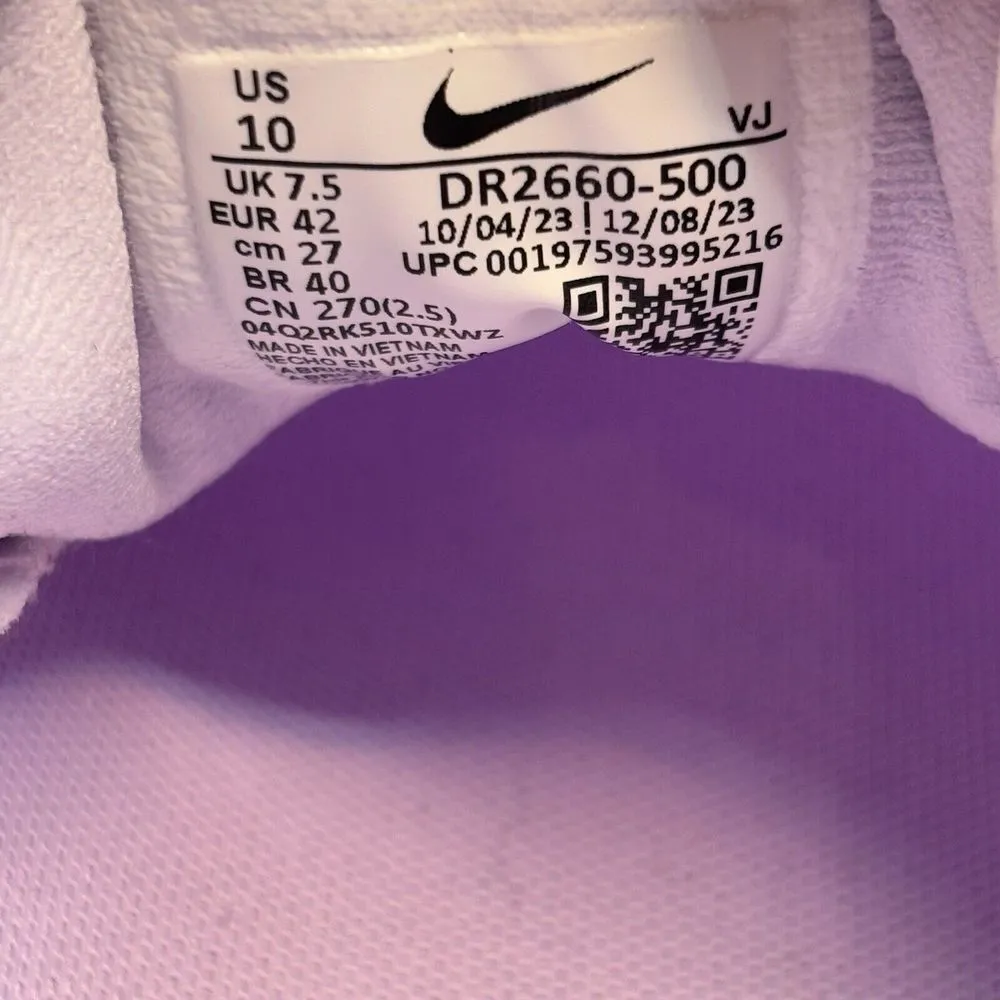 US
10
VJ
UK 7.5
DR2660-500
EUR 42
10/04/23 | 12/08/23
cm 27
UPC 00197593995216
BR 40
CN 270(2.5)
04Q2RK510TXWZ
MADE IN VIETNAM
HECHO EN VIETNAM